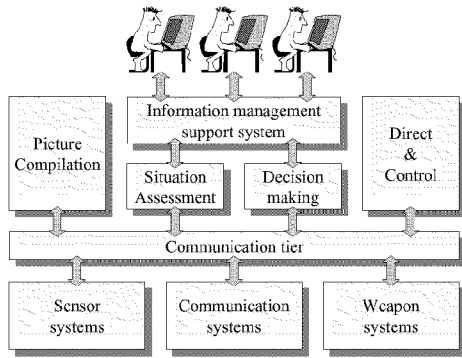 Information management
support system
Picture
Compilation
Direct
&
Control
Situation
Assessment
Decision
making
Communication tier
Sensor
systems
Communication
systems
Weapon
systems